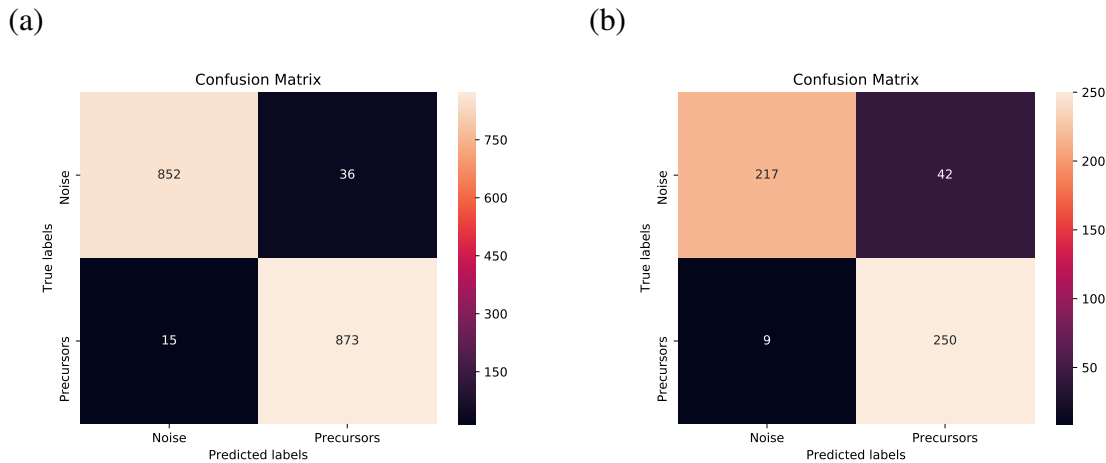 (a)
Confusion Matrix
852 36
15 873
Noise
Precursors
True labels
Noise Precursors
Predicted labels
750
600
450
300
150
(b)
Confusion Matrix
217 42
9 250
Noise
Precursors
True labels
Noise Precursors
Predicted labels
250
200
150
100
50